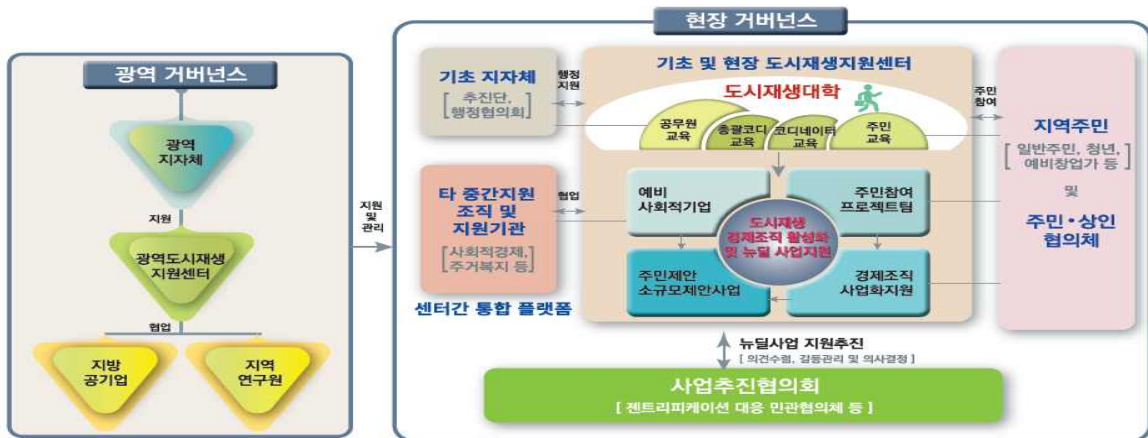 광역 거버넌스
광역
지자체
지원
광역도시재생
지원센터
협업
지방
공기업
지역
연구원
지원
및
관리
현장 거버넌스
기초 지자체
[ 추진단,
행정협의회 ]
행정
지원
타 중간지원
조직 및
지원기관
[ 사회적경제,
주거복지 등 ]
협업
센터간 통합 플랫폼
기초 및 현장 도시재생지원센터
도시재생대학
공무원
교육
총괄코디
교육
코디네이터
교육
주민
교육
예비
사회적기업
주민참여
프로젝트팀
도시재생
경제조직 활성화
및 뉴딜 사업지원
주민제안
소규모제안사업
경제조직
사업화지원
주민
참여
지역주민
[ 일반주민, 청년,
예비창업가 등 ]
및
주민·상인
협의체
뉴딜사업 지원추진
[ 의견수렴, 갈등관리 및 의사결정 ]
사업추진협의회
[ 젠트리피케이션 대응 민관협의체 등 ]